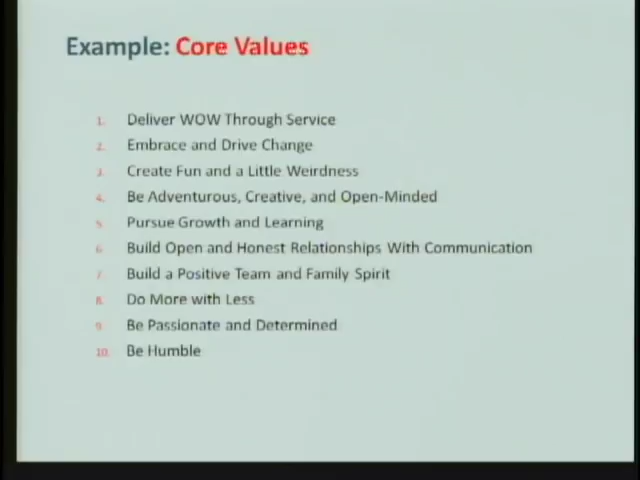 Example: Core Values
1. Deliver WOW Through Service
2. Embrace and Drive Change
3. Create Fun and a Little Weirdness
4. Be Adventurous, Creative, and Open-Minded
5. Pursue Growth and Learning
6. Build Open and Honest Relationships With Communication
7. Build a Positive Team and Family Spirit
8. Do More with Less
9. Be Passionate and Determined
10. Be Humble